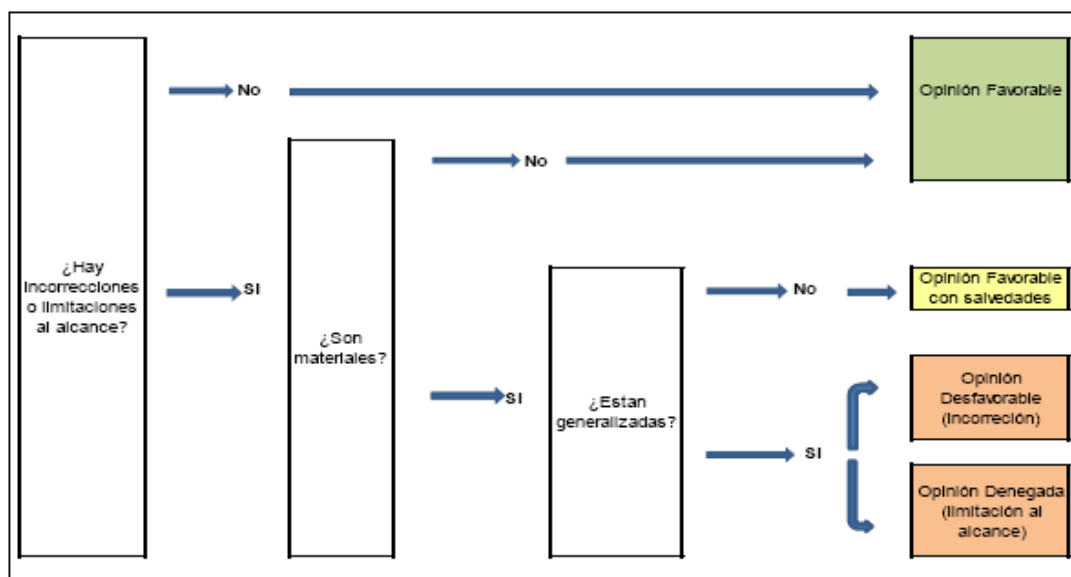 No
Opinión Favorable
No
¿Hay
Incorrecciones
o limitaciones
al alcance?
SI
¿Son
materiales?
No
Opinión Favorable
con salvedades
SI
¿Estan
generalizadas?
SI
Opinión
Desfavorable
(Incorreción)
Opinión Denegada
(limitación al
alcance)